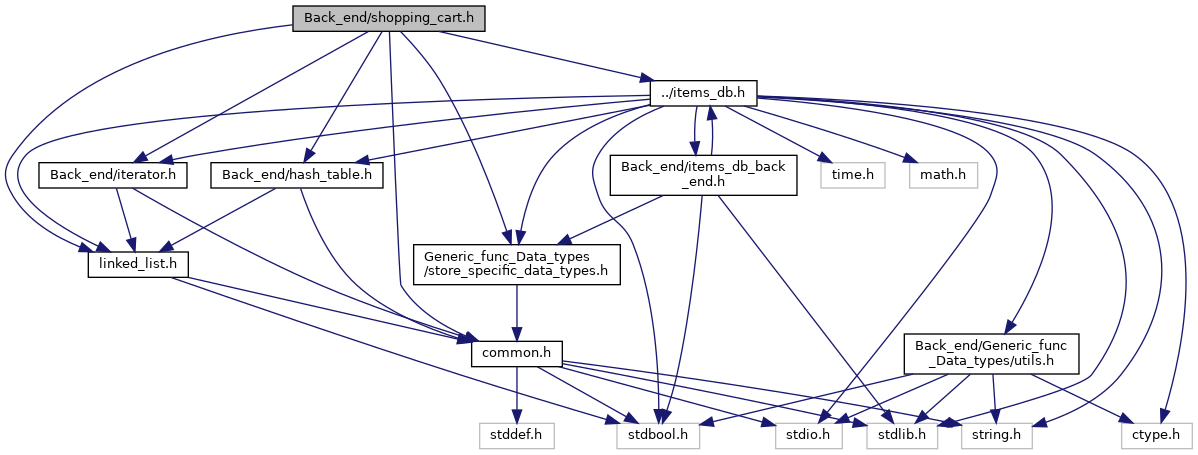 Back_end/shopping_cart.h
../items_db.h
Back_end/items_db_back
_end.h
time.h
math.h
Back_end/iterator.h
Back_end/hash_table.h
linked_list.h
Generic_func_Data_types
/store_specific_data_types.h
common.h
Back_end/Generic_func
_Data_types/utils.h
stddef.h
stdbool.h
stdio.h
stdlib.h
string.h
ctype.h